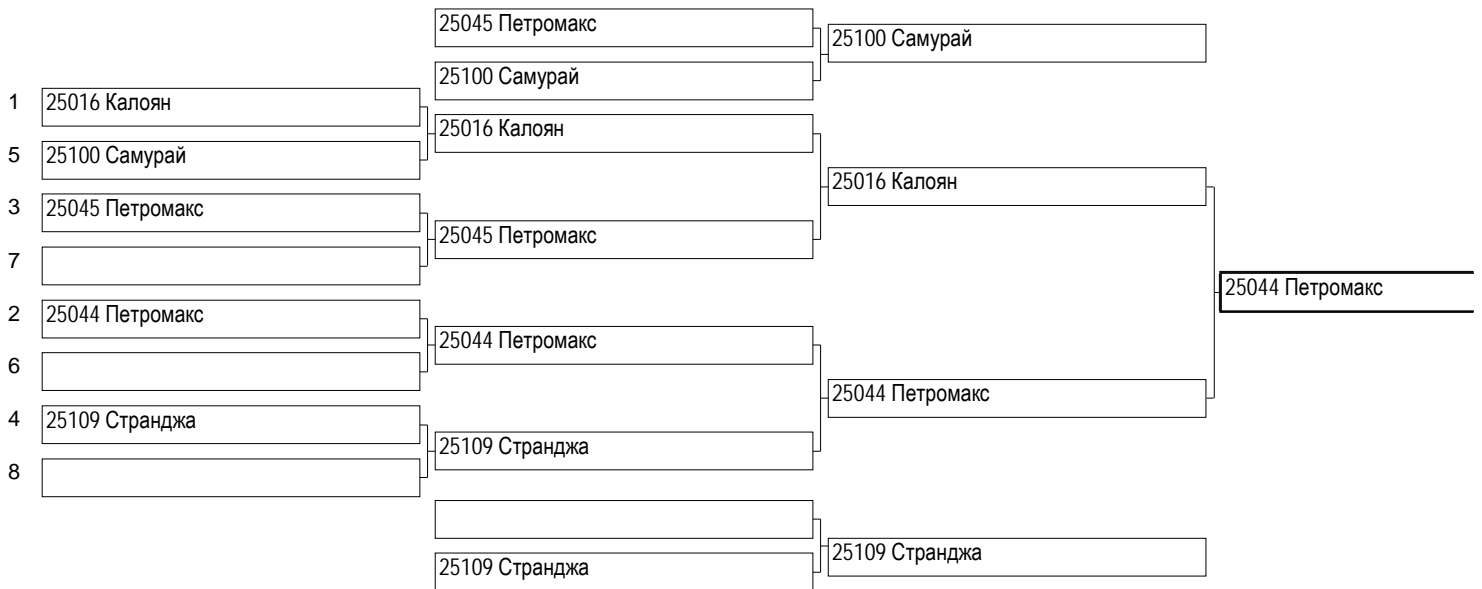 25045 Петромакс
25100 Самурай
25100 Самурай
1 25016 Калоян
25016 Калоян
5 25100 Самурай
25016 Калоян
3 25045 Петромакс
25045 Петромакс
7
25044 Петромакс
2 25044 Петромакс
25044 Петромакс
6
25044 Петромакс
4 25109 Странджа
25109 Странджа
8
25109 Странджа
25109 Странджа